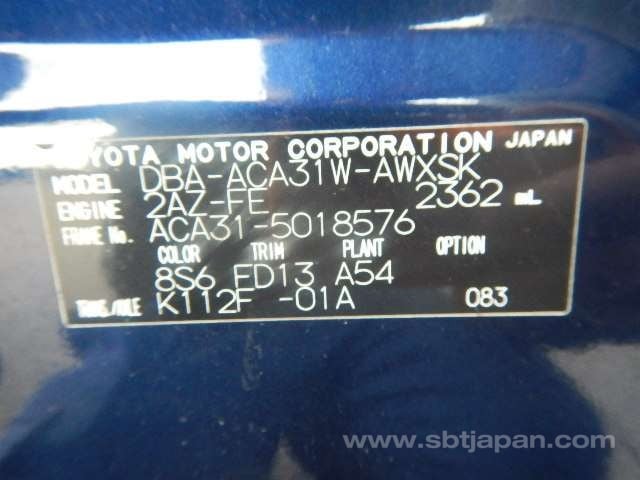 TOYOTA MOTOR CORPORATION JAPAN
MODEL DBA-ACA31W-AWXSK
ENGINE 2AZ-FE 2362 mL
FRAME No. ACA31-5018576
COLOR TRIM PLANT OPTION
8S6 FD13 A54
TRANS/AXLE K112F -01A 083
www.sbtjapan.com